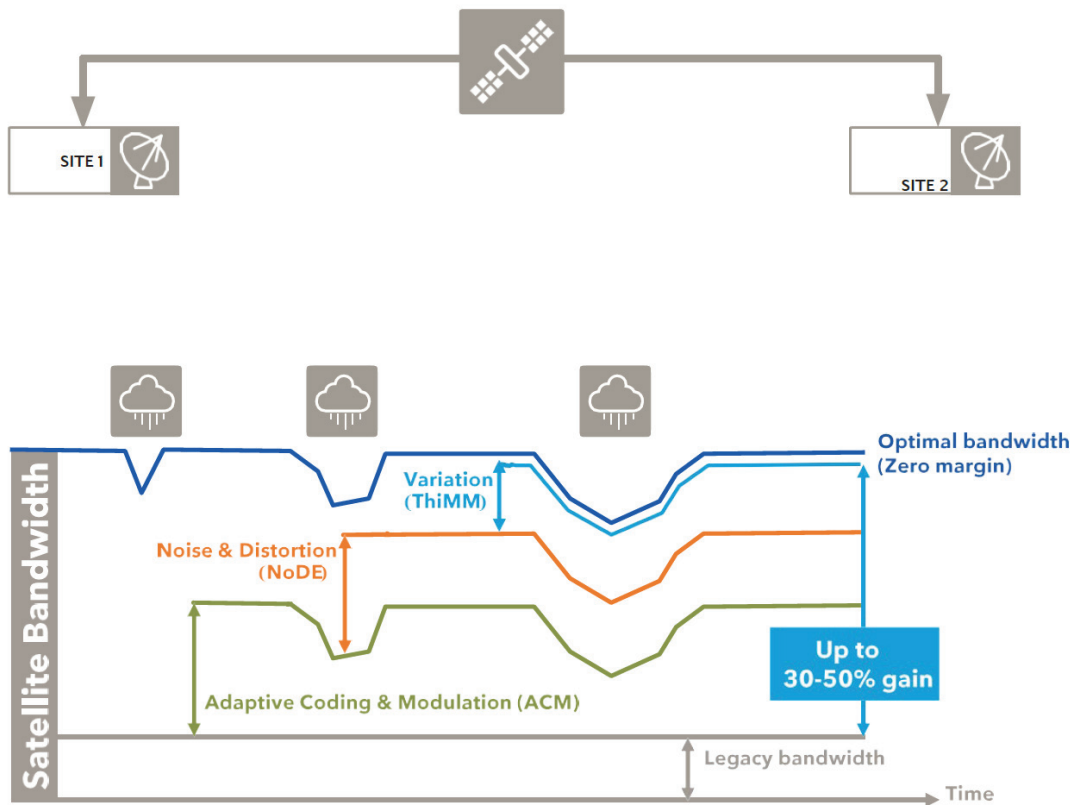 SITE 1
SITE 2
Satellite Bandwidth
Optimal bandwidth
(Zero margin)
Variation
(ThiMM)
Noise & Distortion
(NoDE)
Up to
30-50% gain
Adaptive Coding & Modulation (ACM)
Legacy bandwidth
Time